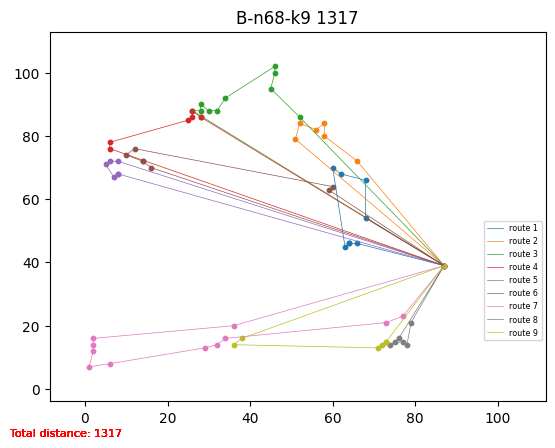 B-n68-k9 1317
100
80
60
40
20
0
0 20 40 60 80 100
route 1
route 2
route 3
route 4
route 5
route 6
route 7
route 8
route 9
Total distance: 1317